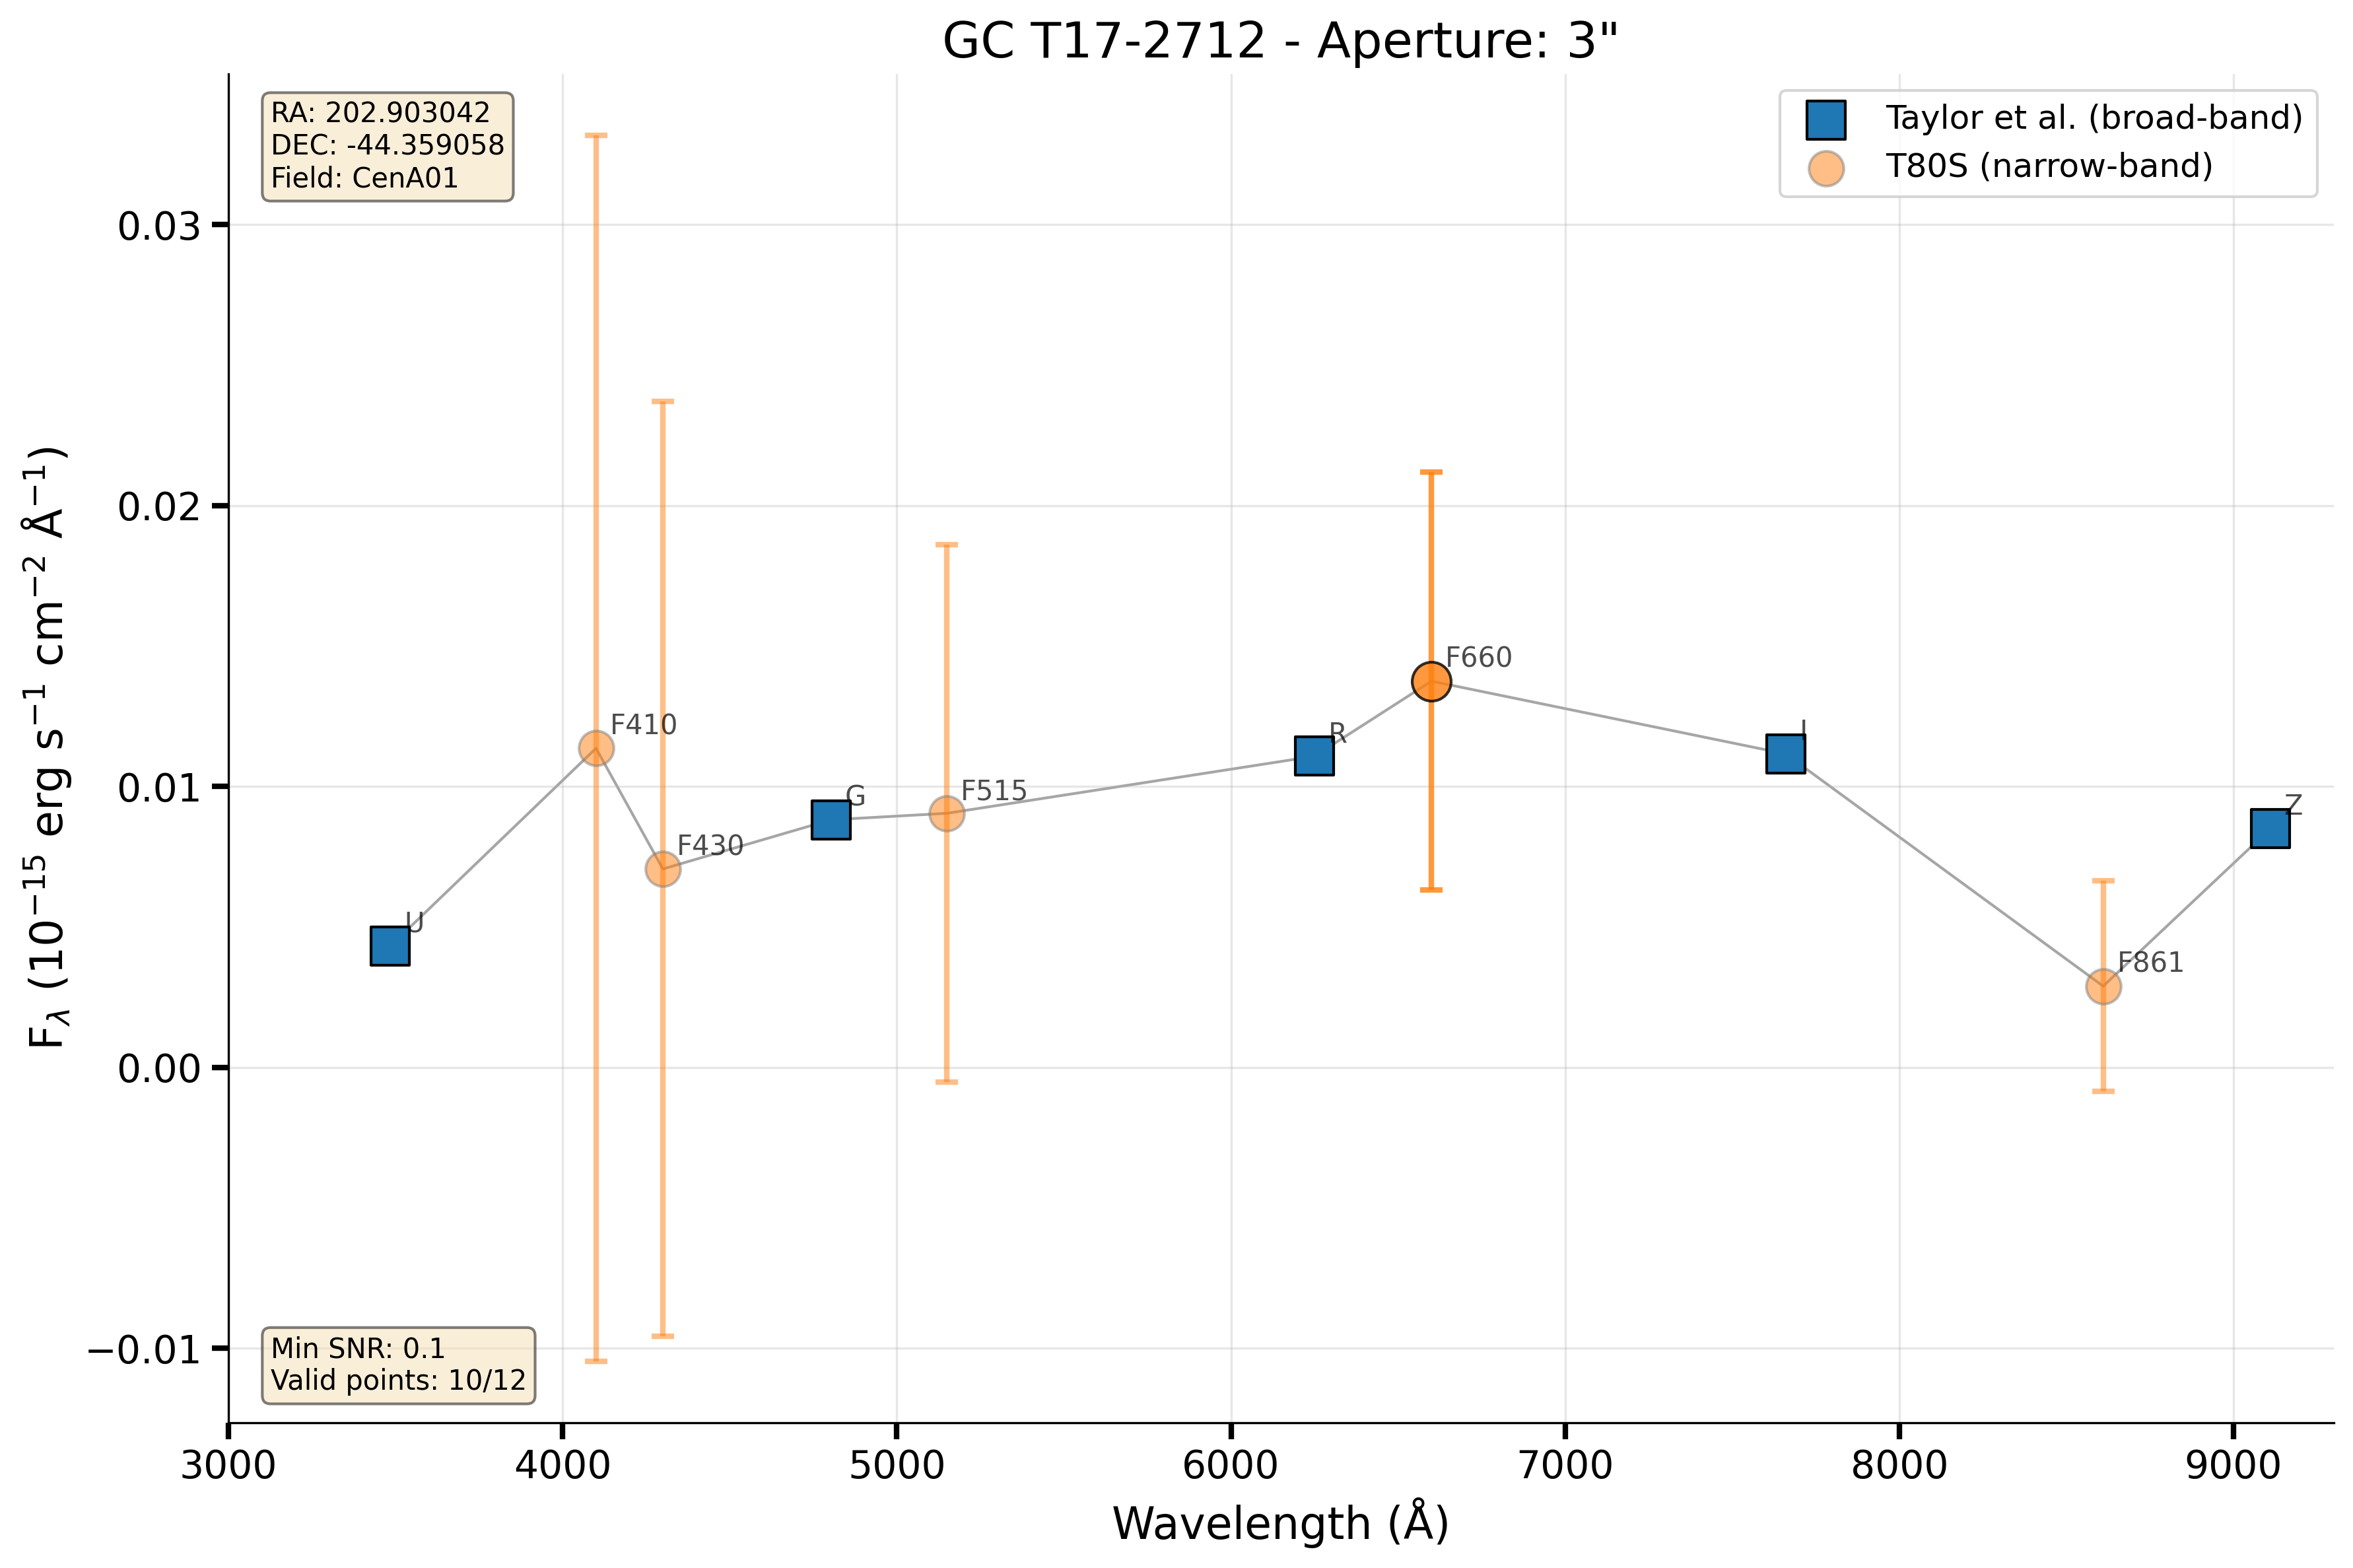 GC T17-2712 - Aperture: 3"
RA: 202.903042
DEC: -44.359058
Field: CenA01
Taylor et al. (broad-band)
T80S (narrow-band)
F_λ (10⁻¹⁵ erg s⁻¹ cm⁻² Å⁻¹)
0.03
0.02
0.01
0.00
−0.01
U
F410
F430
G
F515
R
F660
I
F861
Z
Min SNR: 0.1
Valid points: 10/12
3000 4000 5000 6000 7000 8000 9000
Wavelength (Å)